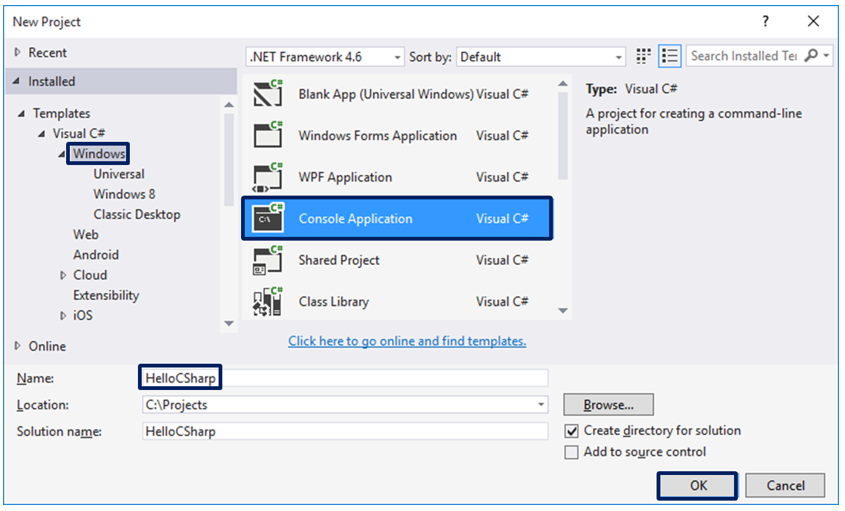 New Project
?
Recent
Installed
Templates
Visual C#
Windows
Universal
Windows 8
Classic Desktop
Web
Android
Cloud
Extensibility
iOS
Online
.NET Framework 4.6
Sort by: Default
Search Installed Te
C# Blank App (Universal Windows) Visual C#
C# Windows Forms Application Visual C#
C# WPF Application Visual C#
C# C:\ Console Application Visual C#
C# Shared Project Visual C#
C# Class Library Visual C#
Click here to go online and find templates.
Type: Visual C#
A project for creating a command-line
application
Name: HelloCSharp
Location: C:\Projects
Browse...
Solution name: HelloCSharp
Create directory for solution
Add to source control
OK
Cancel